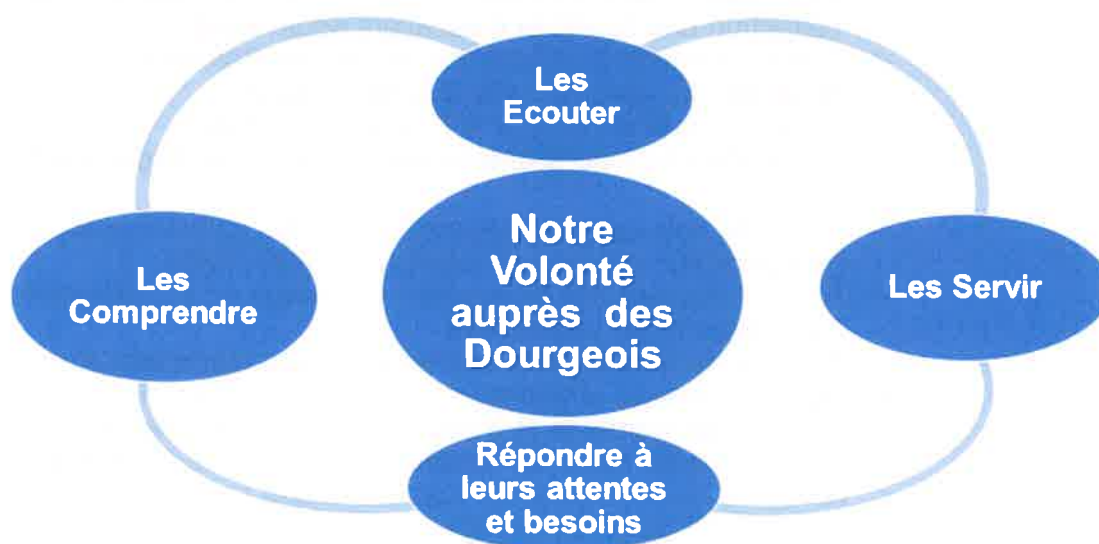 Les
Ecouter
Notre
Volonté
auprès des
Dourgeois
Les
Comprendre
Les Servir
Répondre à
leurs attentes
et besoins